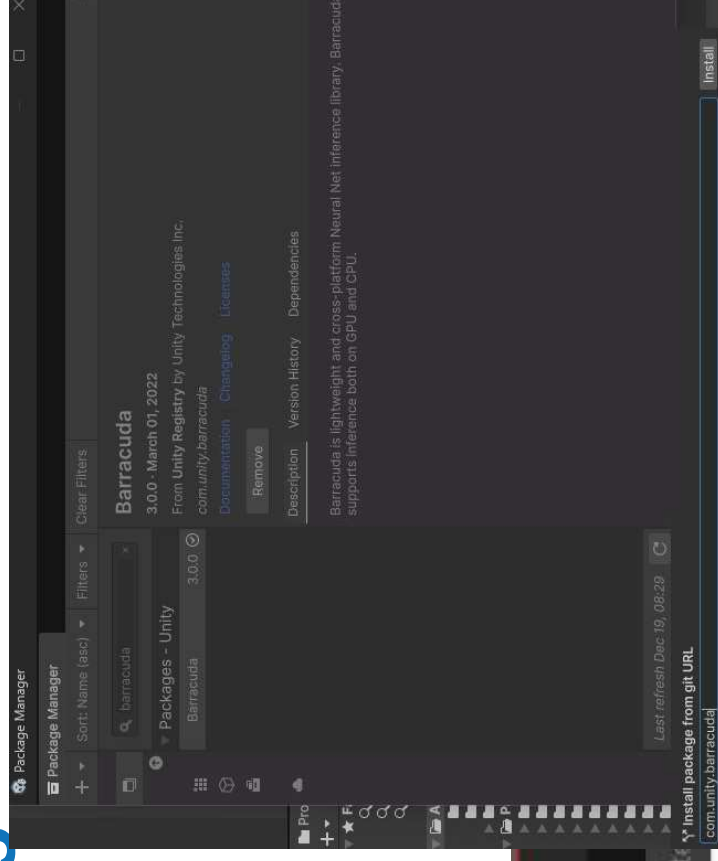 Package Manager
Package Manager
Sort: Name (asc)
Filters
Clear Filters
barracuda
Packages - Unity
Barracuda 3.0.0
Last refresh Dec 19, 08:29
Barracuda
3.0.0 · March 01, 2022
From Unity Registry by Unity Technologies Inc.
com.unity.barracuda
Documentation Changelog Licenses
Remove
Description Version History Dependencies
Barracuda is lightweight and cross-platform Neural Net inference library. Barracuda
supports inference both on GPU and CPU.
Pro
Install package from git URL
com.unity.barracuda
Install